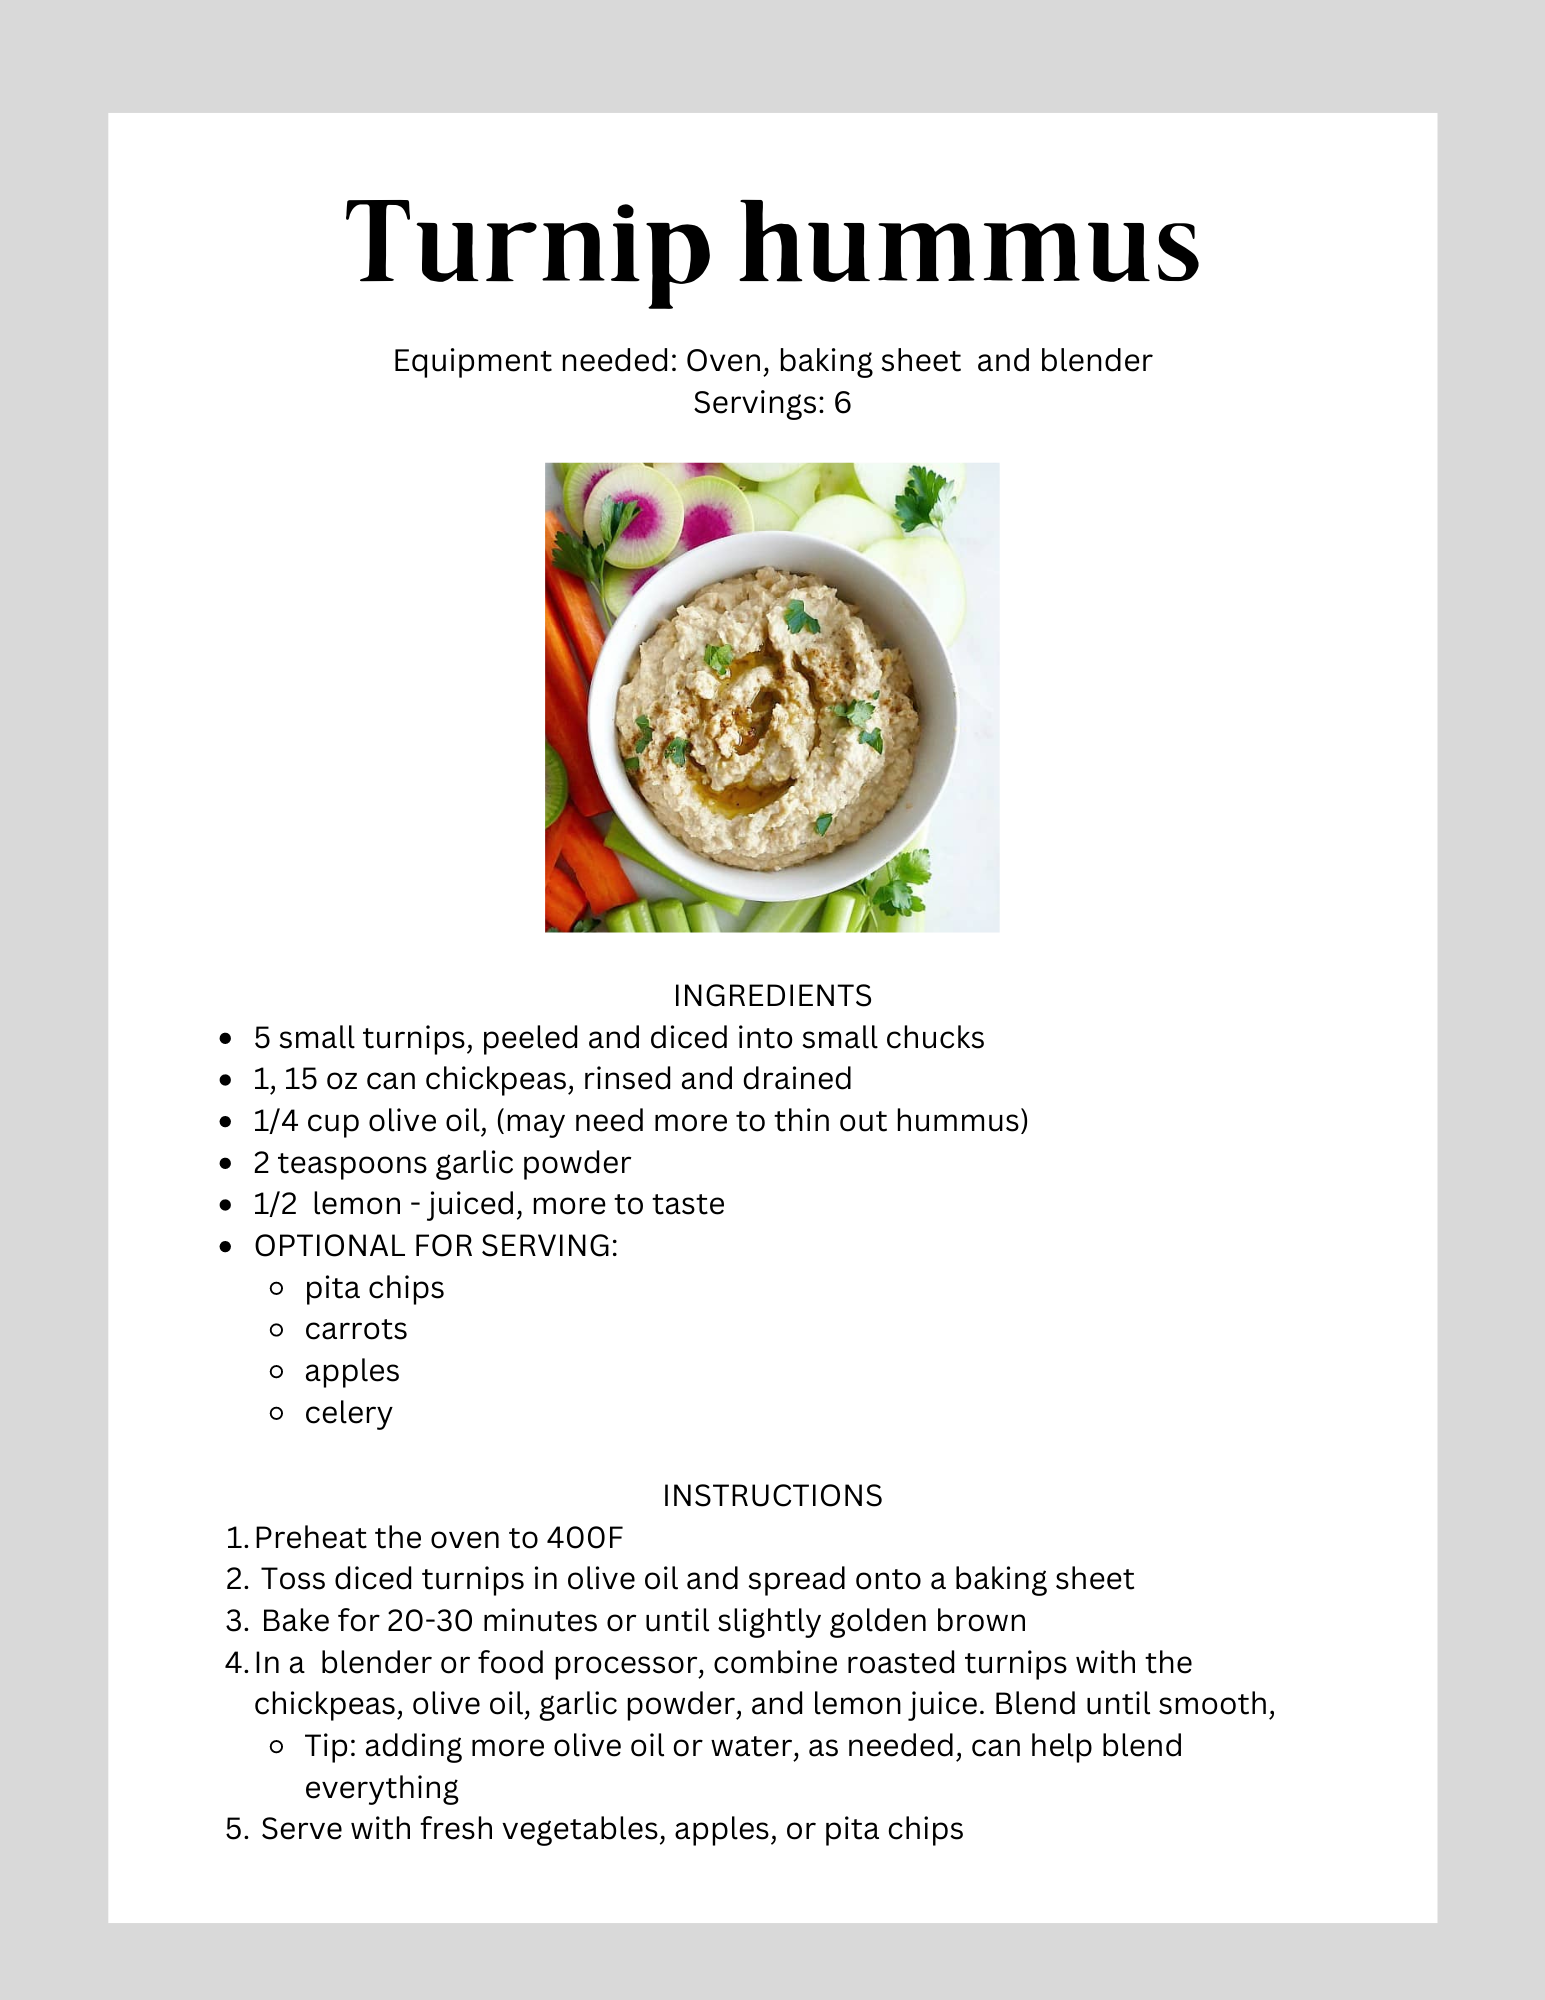 Turnip hummus
Equipment needed: Oven, baking sheet  and blender
Servings: 6
INGREDIENTS
• 5 small turnips, peeled and diced into small chucks
• 1, 15 oz can chickpeas, rinsed and drained
• 1/4 cup olive oil, (may need more to thin out hummus)
• 2 teaspoons garlic powder
• 1/2  lemon - juiced, more to taste
• OPTIONAL FOR SERVING:
◦ pita chips
◦ carrots
◦ apples
◦ celery
INSTRUCTIONS
1. Preheat the oven to 400F
2. Toss diced turnips in olive oil and spread onto a baking sheet
3. Bake for 20-30 minutes or until slightly golden brown
4. In a  blender or food processor, combine roasted turnips with the
chickpeas, olive oil, garlic powder, and lemon juice. Blend until smooth,
◦ Tip: adding more olive oil or water, as needed, can help blend
everything
5. Serve with fresh vegetables, apples, or pita chips